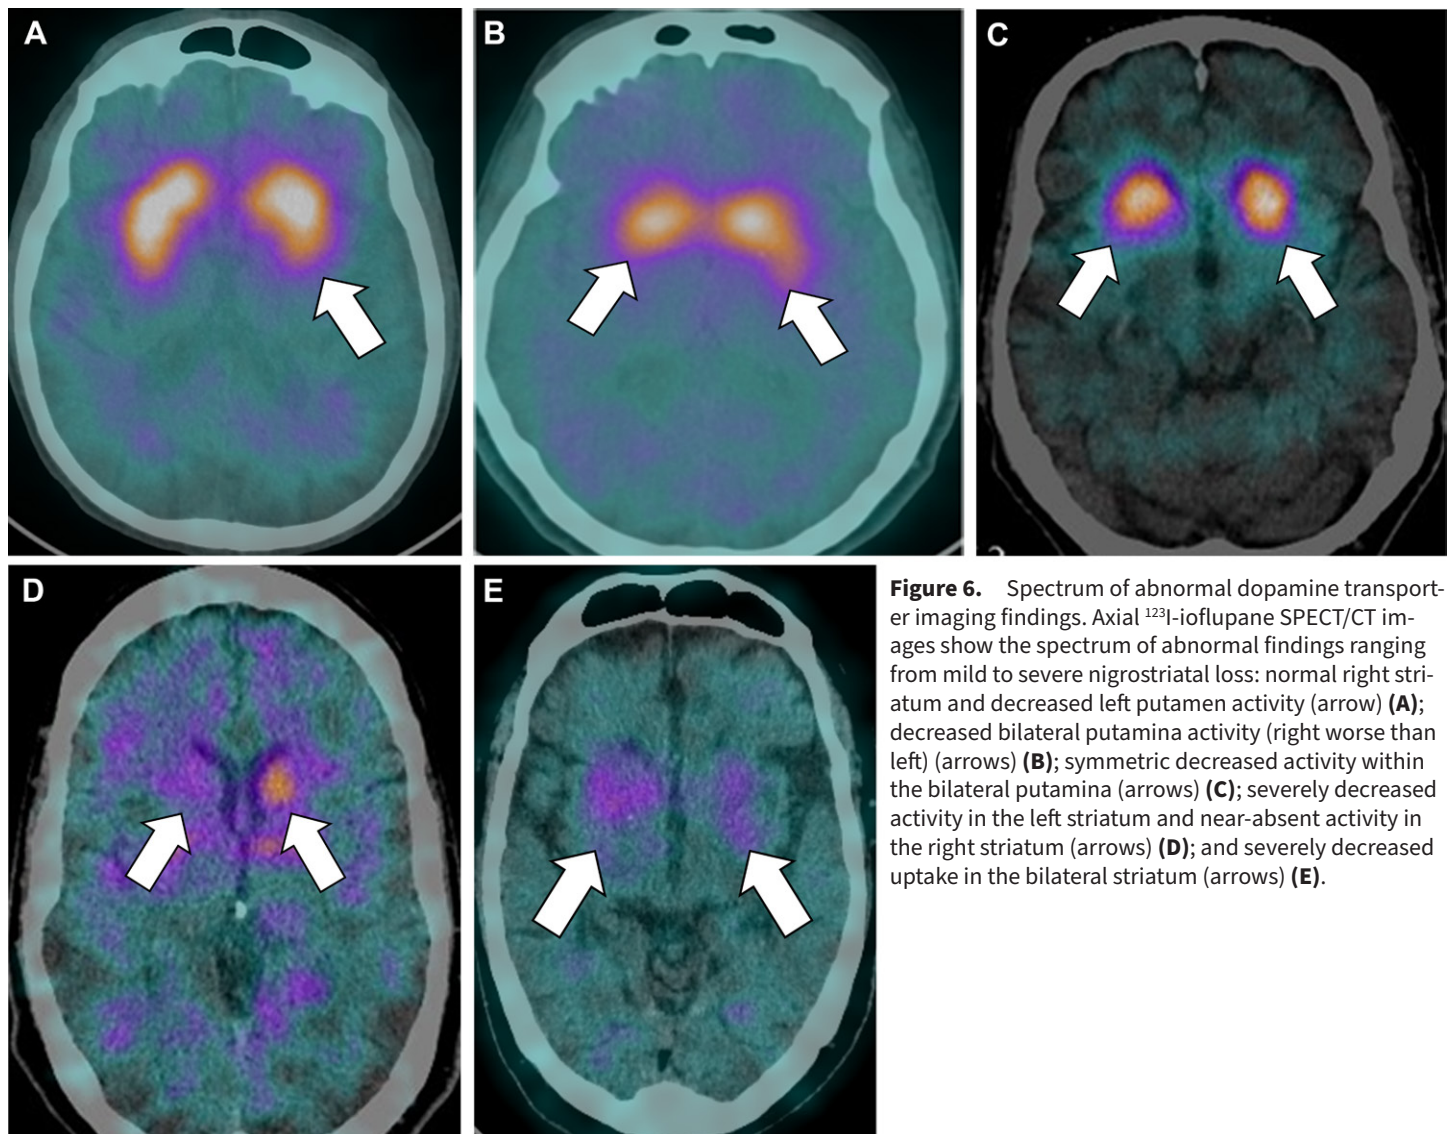 A
B
C
D
E
Figure 6. Spectrum of abnormal dopamine transport-
er imaging findings. Axial ¹²³I-ioflupane SPECT/CT im-
ages show the spectrum of abnormal findings ranging
from mild to severe nigrostriatal loss: normal right stri-
atum and decreased left putamen activity (arrow) (A);
decreased bilateral putamina activity (right worse than
left) (arrows) (B); symmetric decreased activity within
the bilateral putamina (arrows) (C); severely decreased
activity in the left striatum and near-absent activity in
the right striatum (arrows) (D); and severely decreased
uptake in the bilateral striatum (arrows) (E).